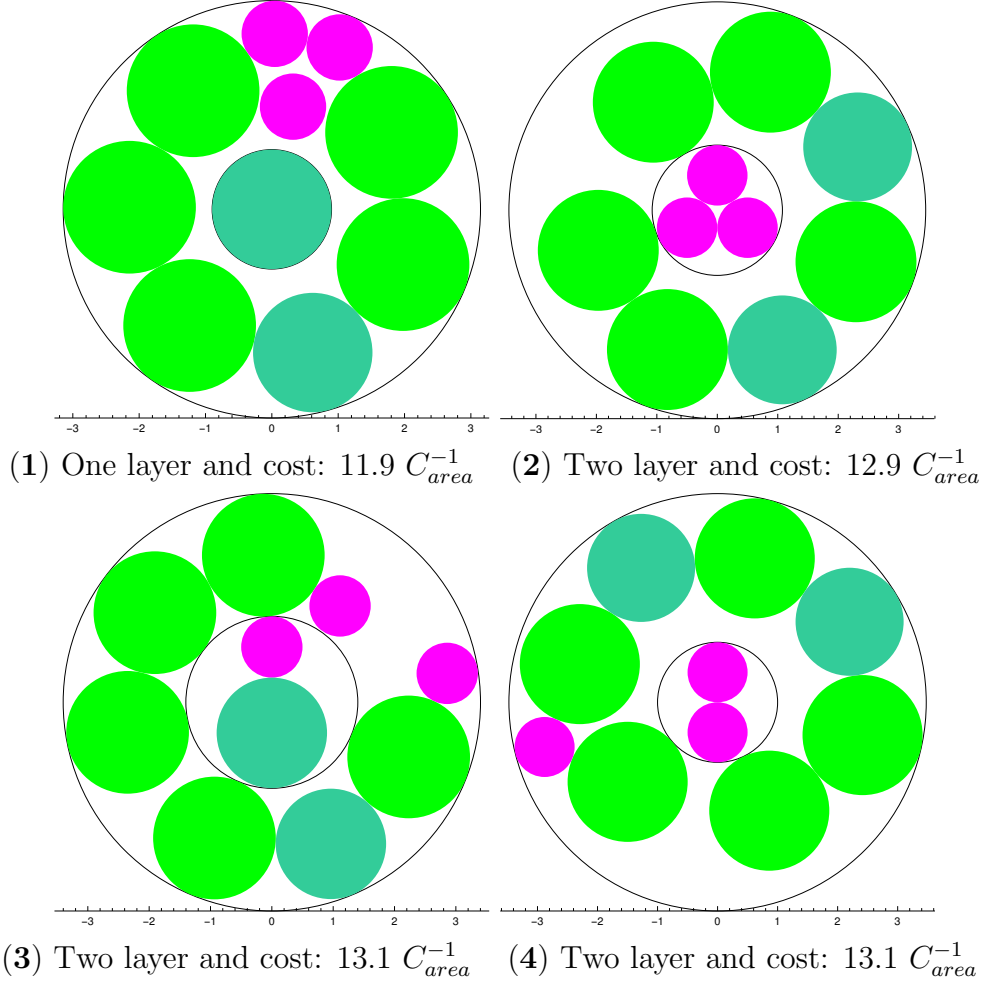 -3 -2 -1 0 1 2 3
-3 -2 -1 0 1 2 3
(1) One layer and cost: 11.9 C_{area}^{-1}
(2) Two layer and cost: 12.9 C_{area}^{-1}
-3 -2 -1 0 1 2 3
-3 -2 -1 0 1 2 3
(3) Two layer and cost: 13.1 C_{area}^{-1}
(4) Two layer and cost: 13.1 C_{area}^{-1}